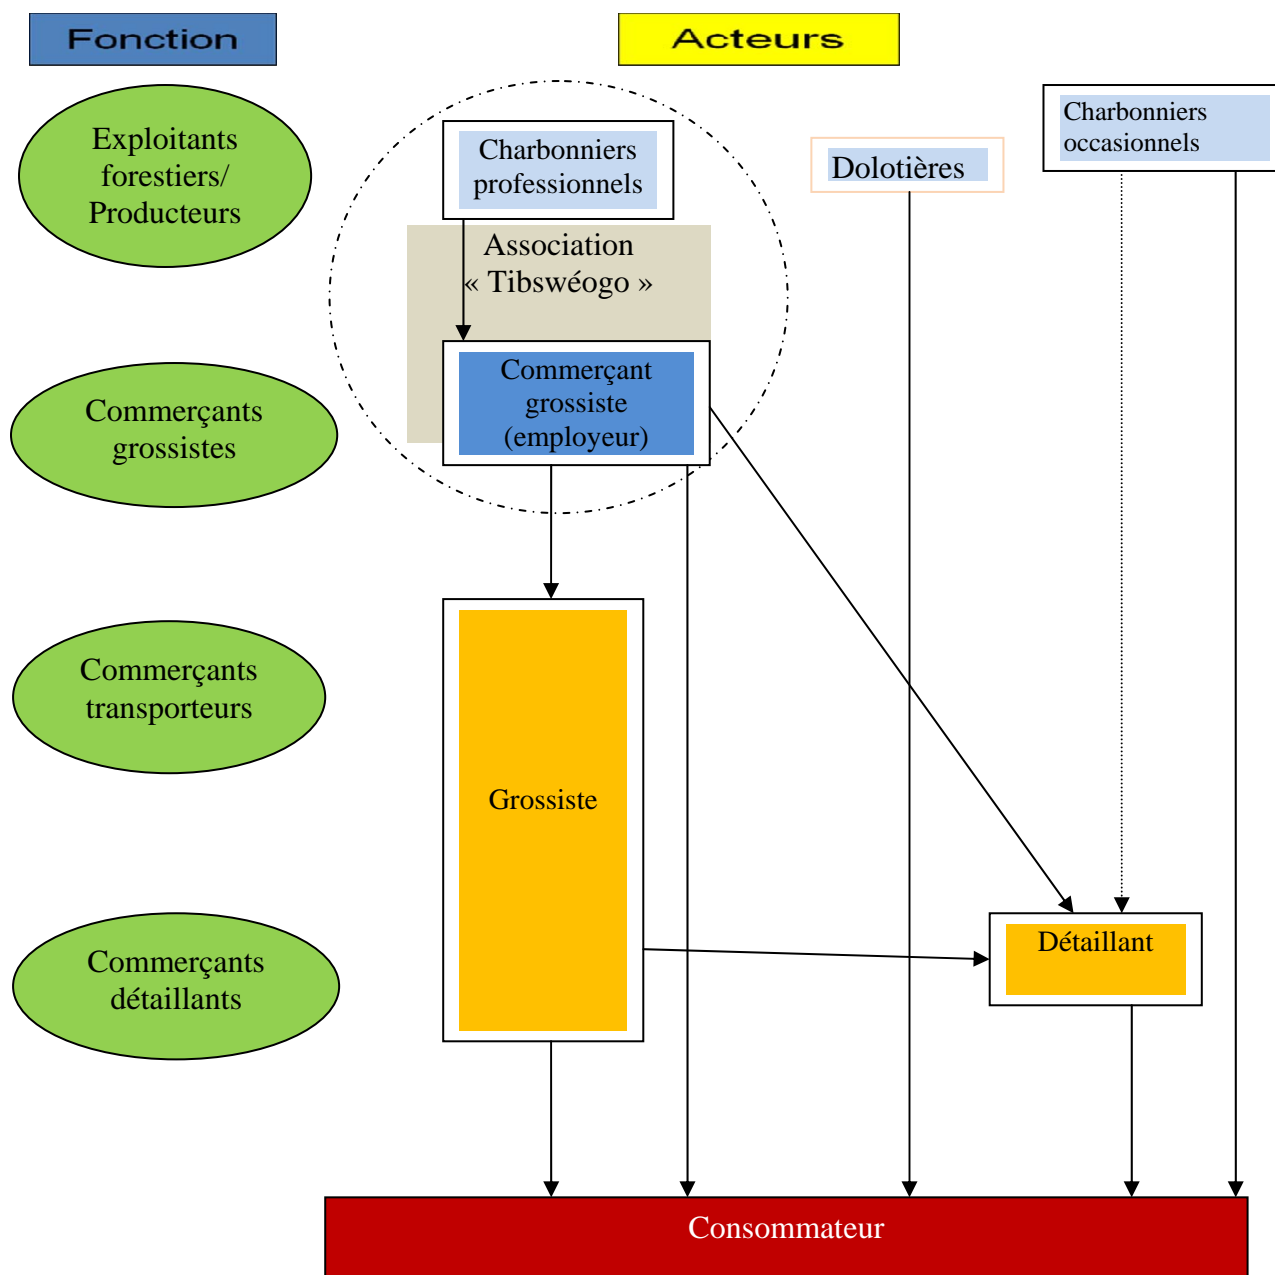 Fonction
Acteurs
Exploitants
forestiers/
Producteurs
Charbonniers
professionnels
Dolotières
Charbonniers
occasionnels
Association
« Tibswéogo »
Commerçants
grossistes
Commerçant
grossiste
(employeur)
Commerçants
transporteurs
Grossiste
Commerçants
détaillants
Détaillant
Consommateur